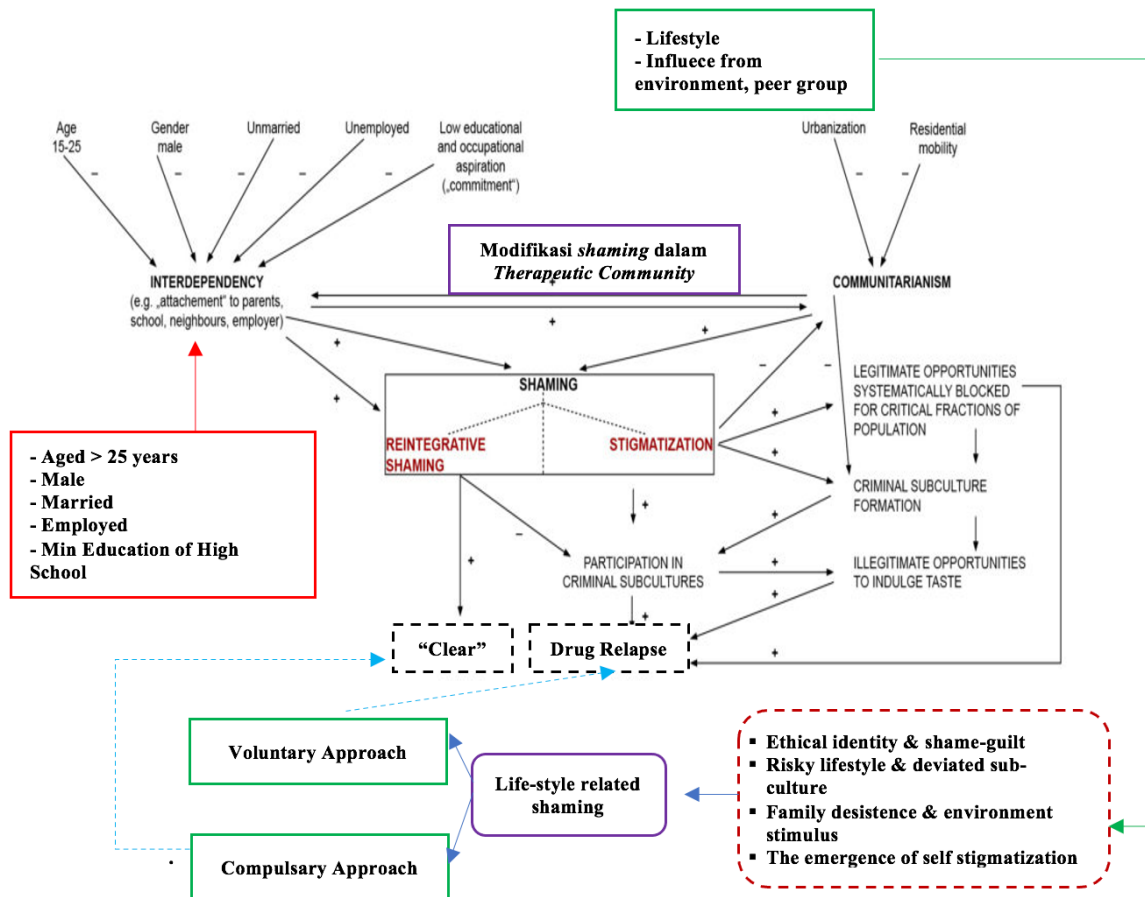 - Lifestyle
- Influece from
environment, peer group
Age
15-25
Gender
male
Unmarried
Unemployed
Low educational
and occupational
aspiration
(„commitment“)
Urbanization
Residential
mobility
–
–
–
–
–
–
–
Modifikasi shaming dalam
Therapeutic Community
INTERDEPENDENCY
(e.g. „attachement“ to parents,
school, neighbours, employer)
COMMUNITARIANISM
+
+
+
+
+
SHAMING
REINTEGRATIVE
SHAMING
STIGMATIZATION
–
–
+
+
LEGITIMATE OPPORTUNITIES
SYSTEMATICALLY BLOCKED
FOR CRITICAL FRACTIONS OF
POPULATION
- Aged > 25 years
- Male
- Married
- Employed
- Min Education of High
School
CRIMINAL SUBCULTURE
FORMATION
+
+
–
+
PARTICIPATION IN
CRIMINAL SUBCULTURES
+
+
ILLEGITIMATE OPPORTUNITIES
TO INDULGE TASTE
+
+
“Clear”
Drug Relapse
Voluntary Approach
Life-style related
shaming
Compulsary Approach
.
▪ Ethical identity & shame-guilt
▪ Risky lifestyle & deviated sub-
culture
▪ Family desistence & environment
stimulus
▪ The emergence of self stigmatization